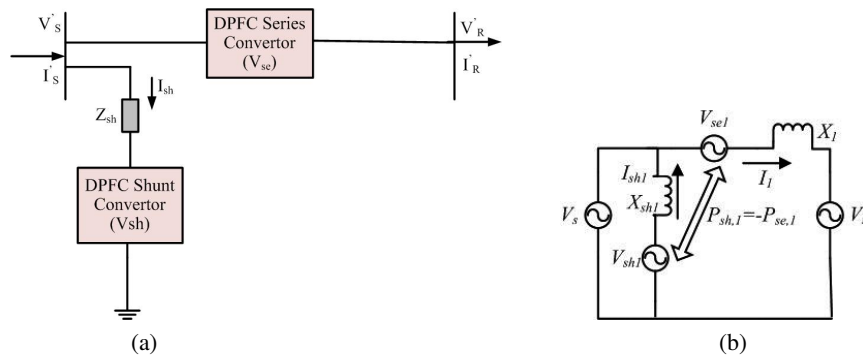 V'S
DPFC Series
Convertor
(Vse)
V'R
I'S
I'R
Ish
Zsh
DPFC Shunt
Convertor
(Vsh)
(a)
Vse1
X1
I1
Ish1
Xsh1
Psh,1=-Pse,1
Vs
Vsh1
(b)